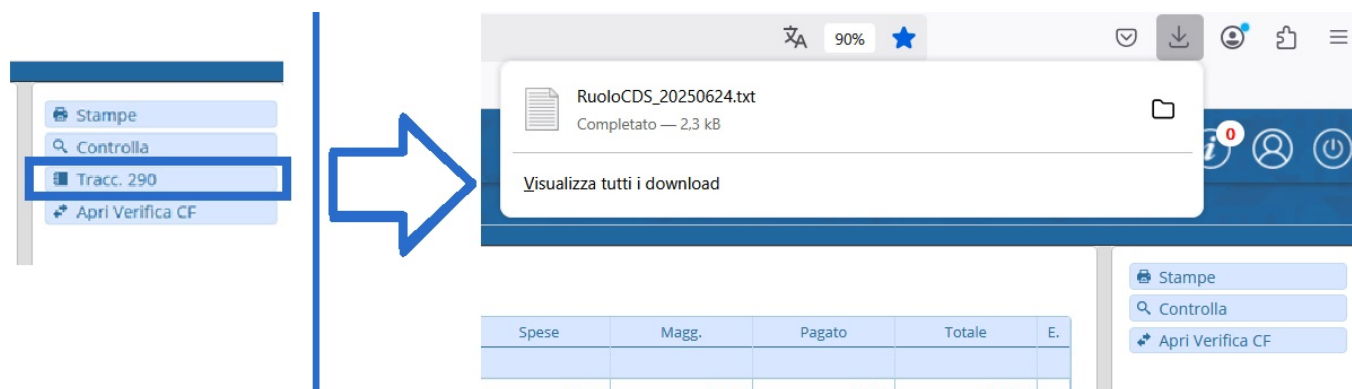 Stampe
Controlla
Tracc. 290
Apri Verifica CF
90%
RuoloCDS_20250624.txt
Completato — 2,3 kB
Visualizza tutti i download
i 0
Spese Magg. Pagato Totale E.
Stampe
Controlla
Apri Verifica CF